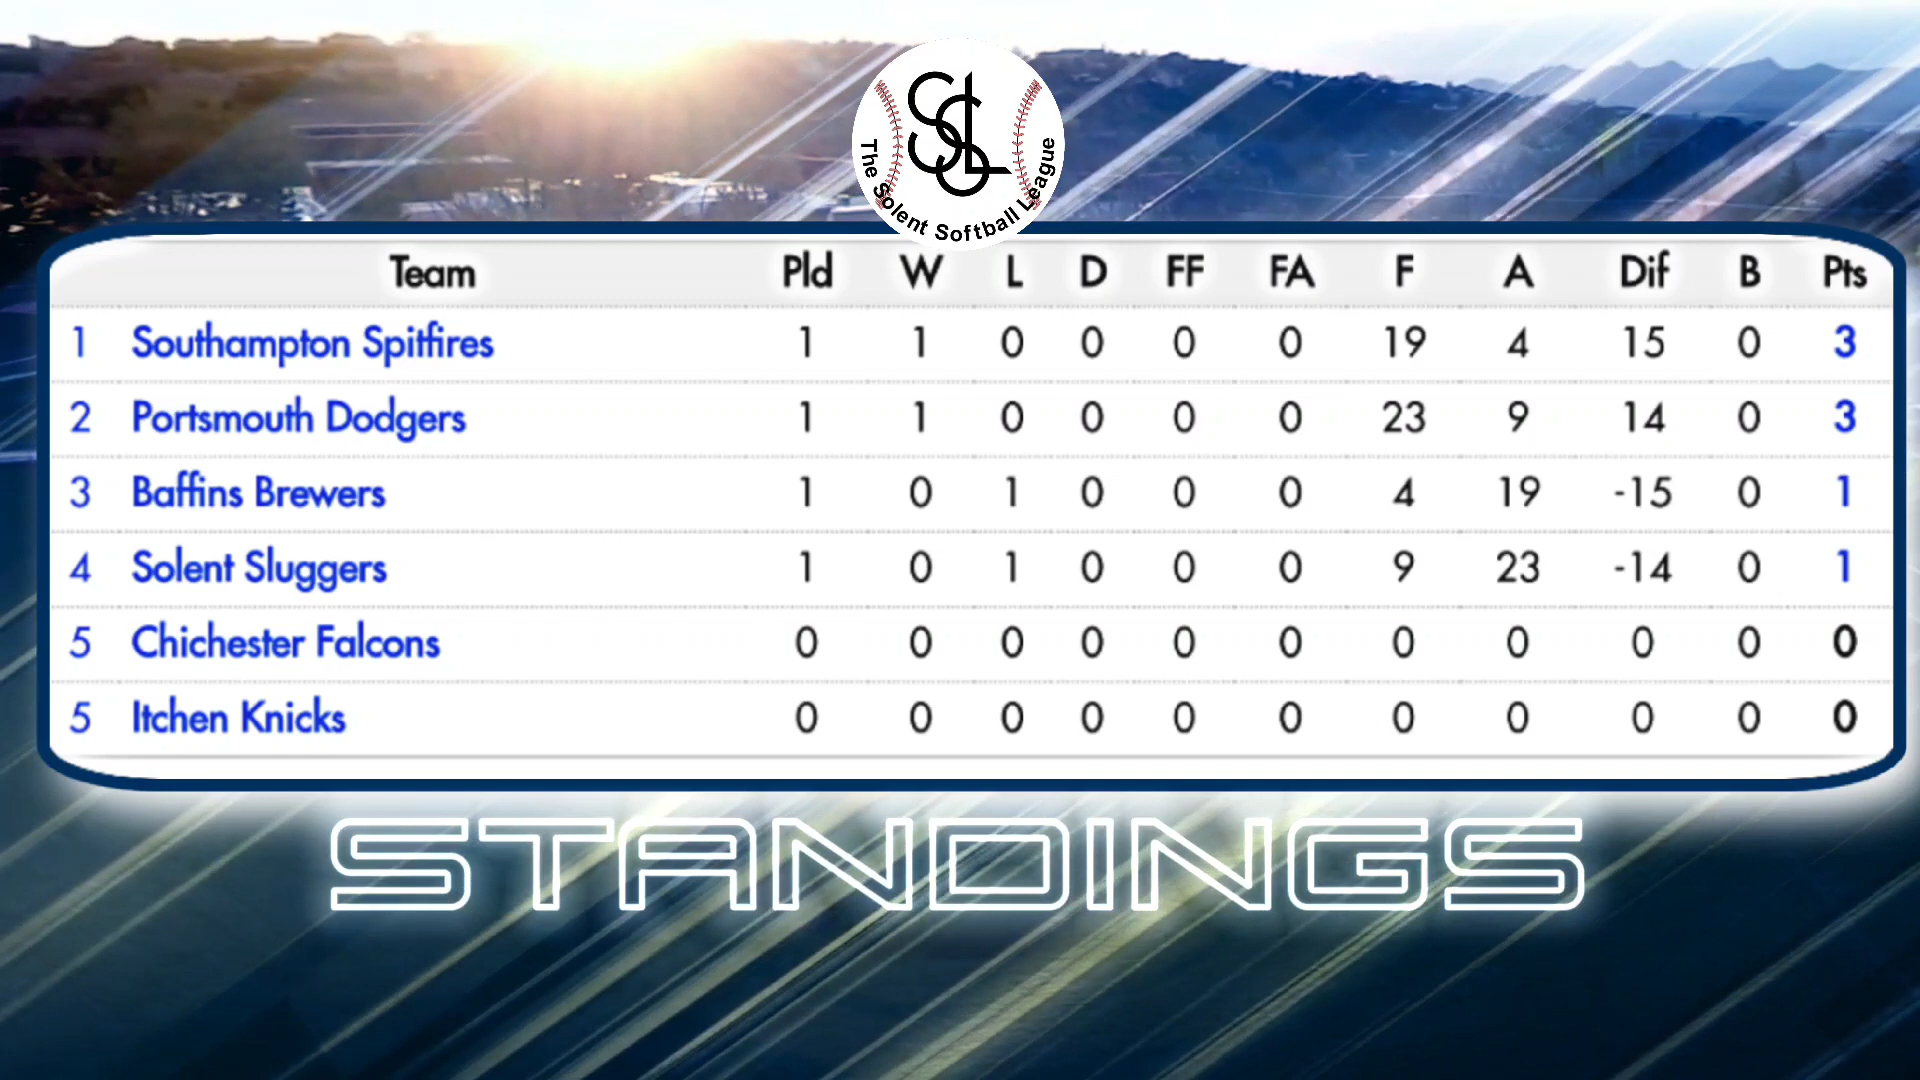 SSL
The Solent Softball League
Team Pld W L D FF FA F A Dif B Pts
1 Southampton Spitfires 1 1 0 0 0 0 19 4 15 0 3
2 Portsmouth Dodgers 1 1 0 0 0 0 23 9 14 0 3
3 Baffins Brewers 1 0 1 0 0 0 4 19 -15 0 1
4 Solent Sluggers 1 0 1 0 0 0 9 23 -14 0 1
5 Chichester Falcons 0 0 0 0 0 0 0 0 0 0 0
5 Itchen Knicks 0 0 0 0 0 0 0 0 0 0 0
STANDINGS